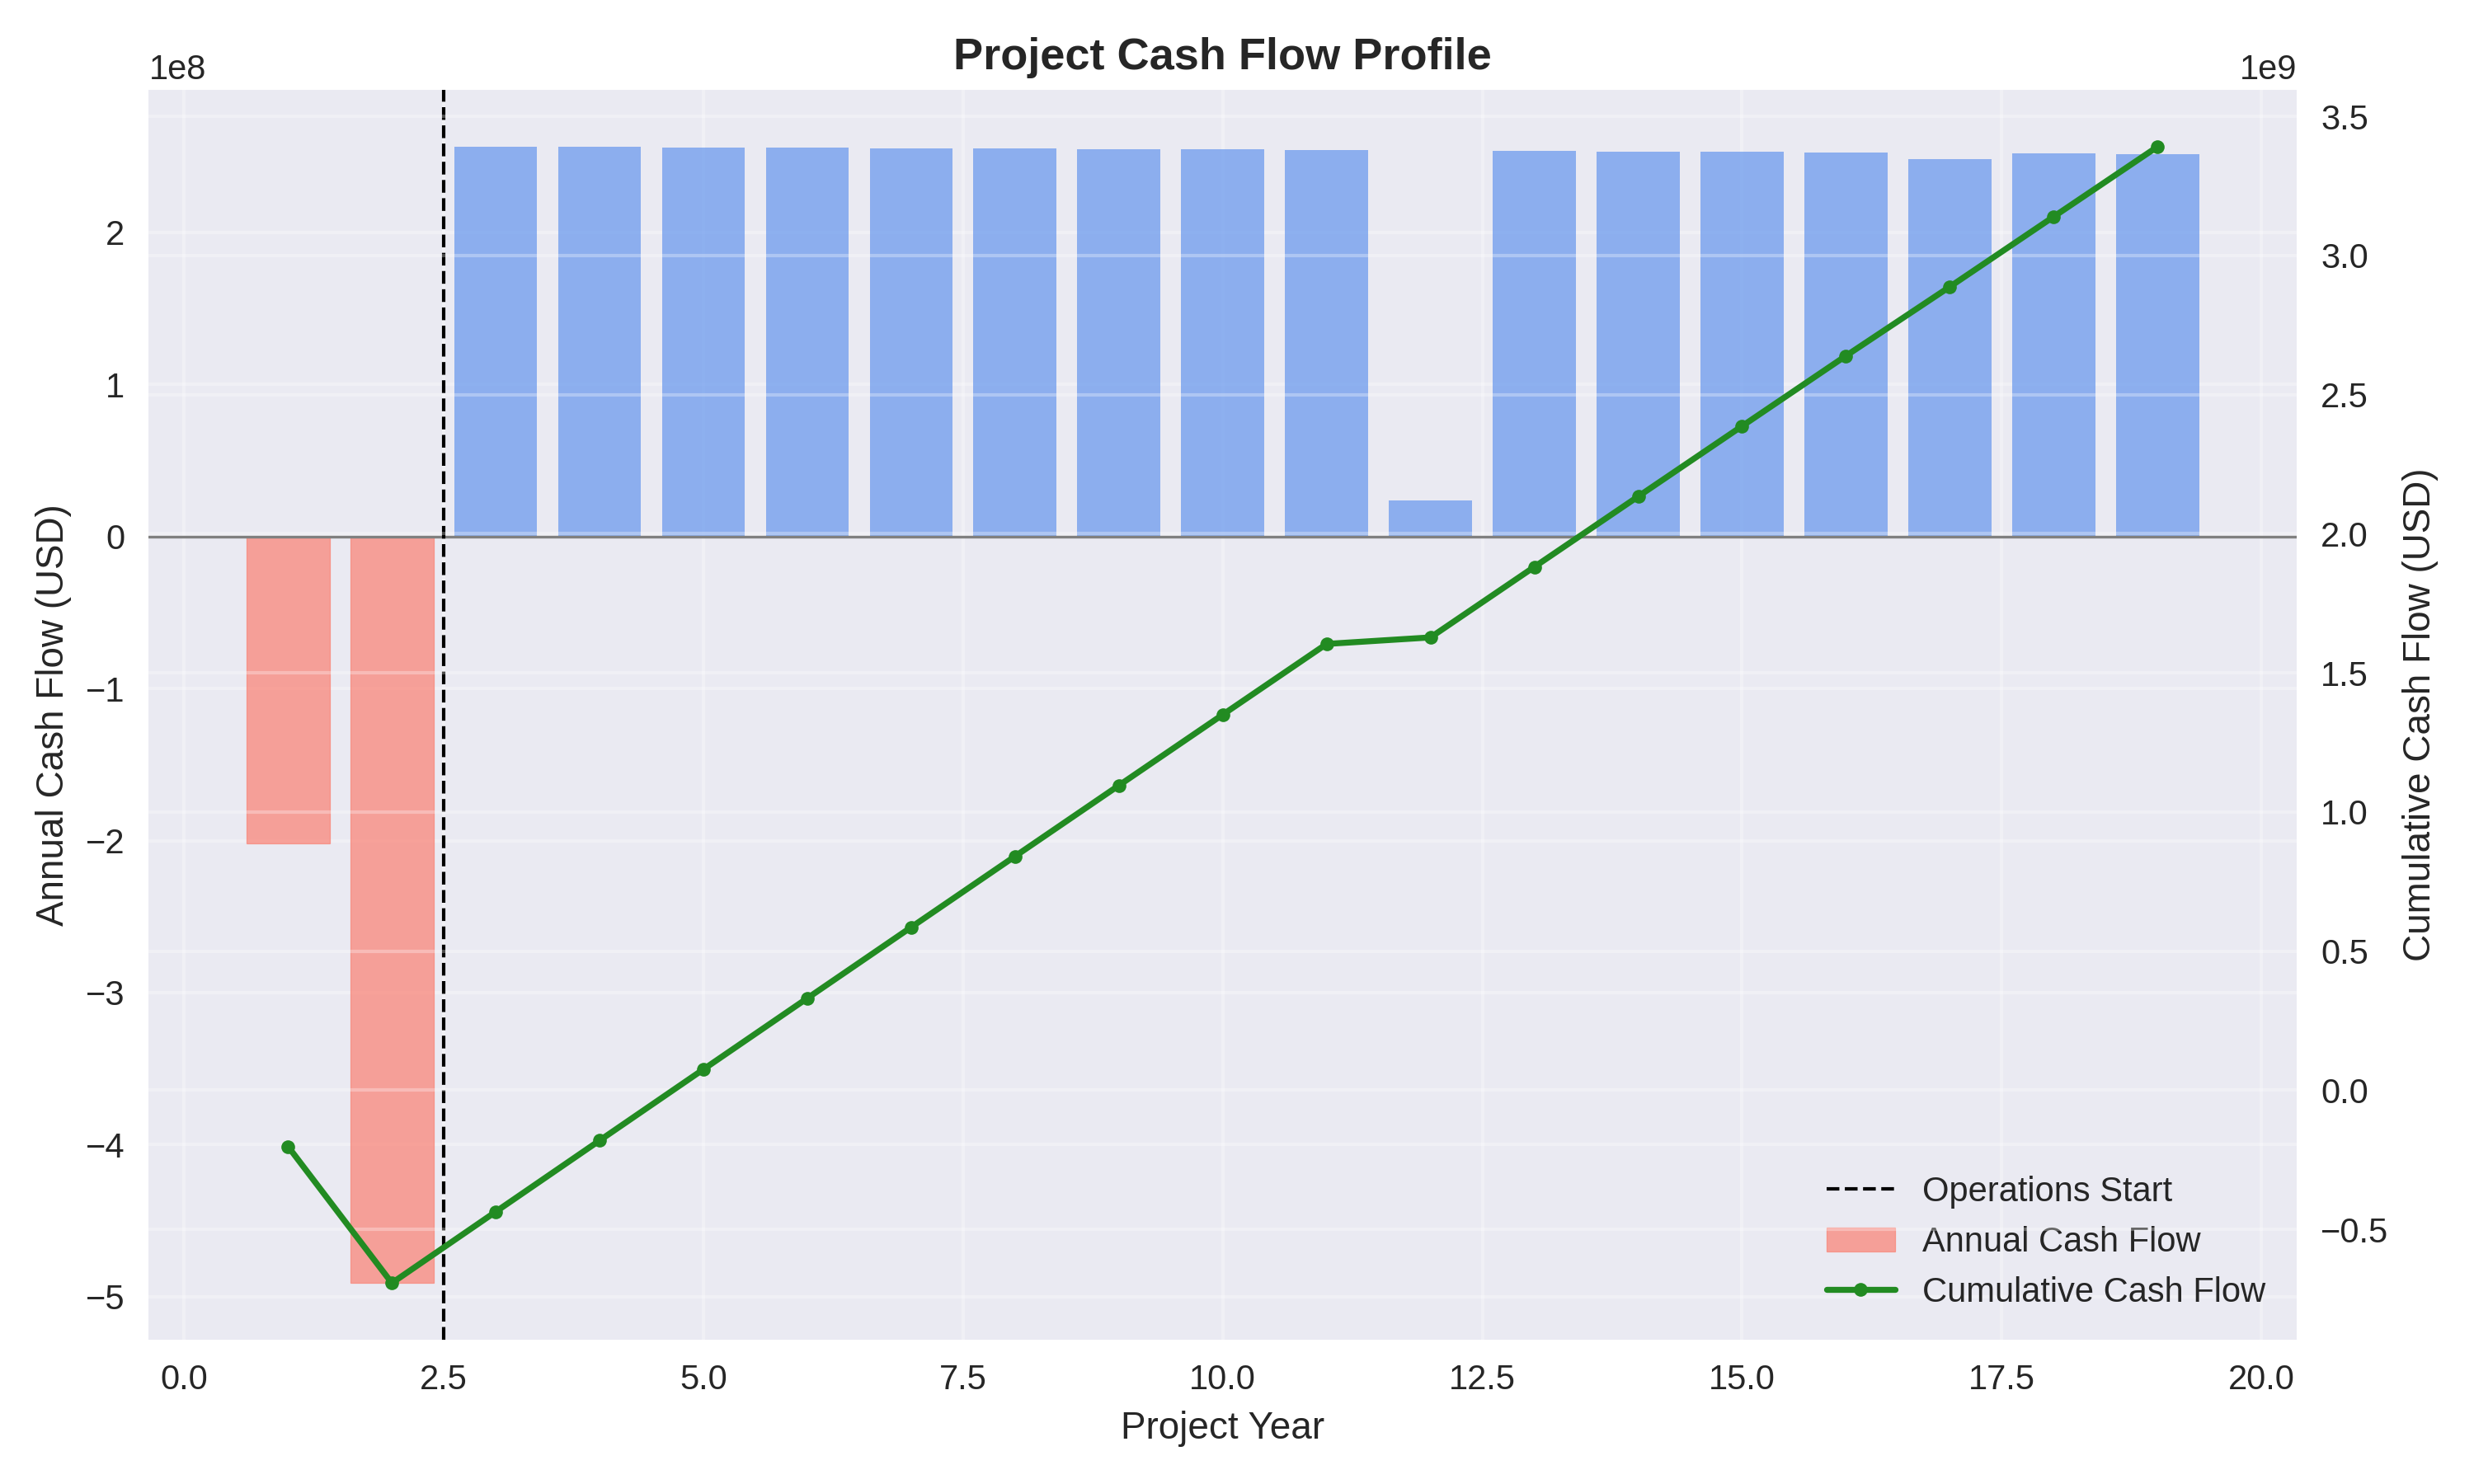 Project Cash Flow Profile
1e8
1e9
3.5
3.0
2.5
2.0
1.5
1.0
0.5
0.0
−0.5
2
1
0
−1
−2
−3
−4
−5
Annual Cash Flow (USD)
Cumulative Cash Flow (USD)
Operations Start
Annual Cash Flow
Cumulative Cash Flow
0.0 2.5 5.0 7.5 10.0 12.5 15.0 17.5 20.0
Project Year